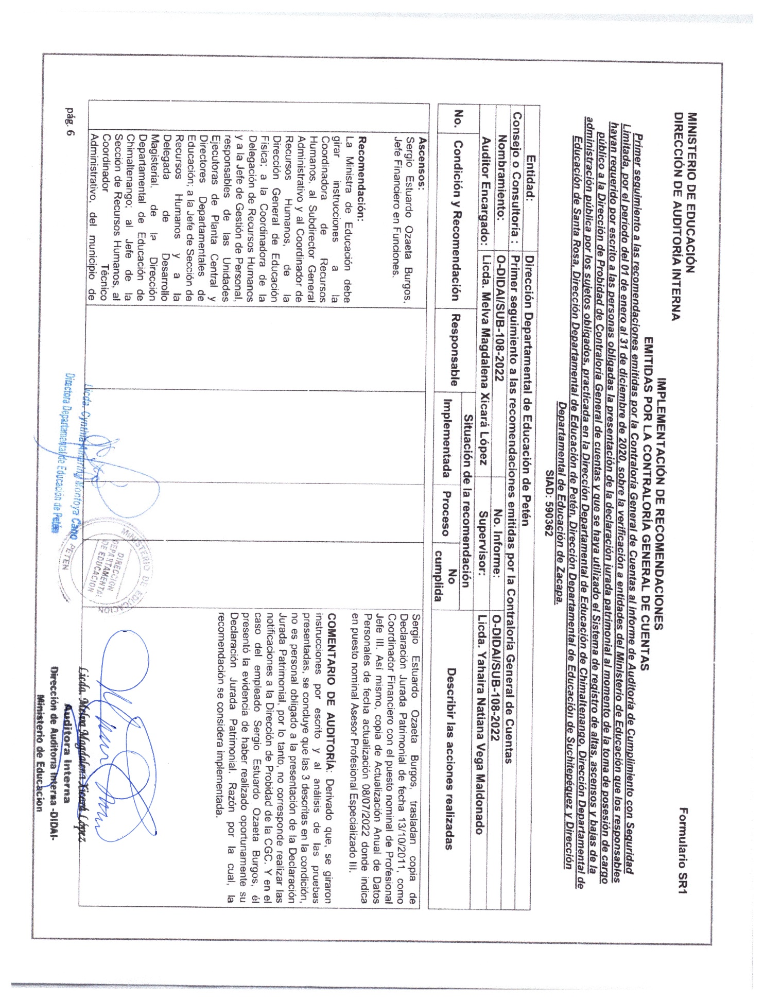 MINISTERIO DE EDUCACIÓN
DIRECCIÓN DE AUDITORÍA INTERNA
Formulario SR1
IMPLEMENTACIÓN DE RECOMENDACIONES
EMITIDAS POR LA CONTRALORÍA GENERAL DE CUENTAS
Primer seguimiento a las recomendaciones emitidas por la Contraloría General de Cuentas al informe de Auditoría de Cumplimiento con Seguridad
Limitada, por el período del 01 de enero al 31 de diciembre de 2020, sobre la verificación a entidades del Ministerio de Educación que los responsables
hayan requerido por escrito a las personas obligadas la presentación de la declaración jurada patrimonial al momento de la toma de posesión de cargo
público a la Dirección de Probidad de Contraloría General de cuentas y que se haya utilizado el Sistema de registro de altas, ascensos y bajas de la
administración pública por los sujetos obligados, practicada en la Dirección Departamental de Educación de Chimaltenango, Dirección Departamental de
Educación de Santa Rosa, Dirección Departamental de Educación de Petén, Dirección Departamental de Educación de Suchitepéquez y Dirección
Departamental de Educación de Zacapa.
SIAD: 590362
Entidad: Dirección Departamental de Educación de Petén
Consejo o Consultoría : Primer seguimiento a las recomendaciones emitidas por la Contraloría General de Cuentas
Nombramiento: O-DIDAI/SUB-108-2022 No. Informe: O-DIDAI/SUB-108-2022
Auditor Encargado: Licda. Melva Magdalena Xicará López Supervisor: Licda. Yahaira Natiana Vega Maldonado
No. Condición y Recomendación Responsable Situación de la recomendación Describir las acciones realizadas
Implementada Proceso No
cumplida
Ascensos:
Sergio Estuardo Ozaeta Burgos,
Jefe Financiero en Funciones.
Recomendación:
La Ministra de Educación debe
girar instrucciones a la
Coordinadora de Recursos
Humanos, al Subdirector General
Administrativo y al Coordinador de
Recursos Humanos, de la
Dirección General de Educación
Física; a la Coordinadora de la
Delegación de Recursos Humanos
y a la Jefe de Gestión de Personal,
responsables de las Unidades
Ejecutoras de Planta Central y
Directores Departamentales de
Educación; a la Jefe de Sección de
Recursos Humanos y a la
Delegada de Desarrollo
Magisterial, de la Dirección
Departamental de Educación de
Chimaltenango; al Jefe de la
Sección de Recursos Humanos, al
Coordinador Técnico
Administrativo, del municipio de
Sergio Estuardo Ozaeta Burgos, trasladan copia de
Declaración Jurada Patrimonial de fecha 13/10/2011, como
Coordinador Financiero con el puesto nominal de Profesional
Jefe III. Así mismo, copia de Actualización Anual de Datos
Personales de fecha actualización 08/07/2022 donde indica
en puesto nominal Asesor Profesional Especializado III.
COMENTARIO DE AUDITORÍA: Derivado que, se giraron
instrucciones por escrito y al análisis de las pruebas
presentadas, se concluye que las 3 descritas en la condición,
no es personal obligado a la presentación de la Declaración
Jurada Patrimonial, por lo tanto, no corresponde realizar las
notificaciones a la Dirección de Probidad de la CGC. Y en el
caso del empleado Sergio Estuardo Ozaeta Burgos, él
presentó la evidencia de haber realizado oportunamente su
Declaración Jurada Patrimonial. Razón por la cual, la
recomendación se considera implementada.
pág. 6
Licda. Cynthia Montoya Cano
Directora Departamental de Educación de Petén
MINISTERIO DE EDUCACION
DIRECCION
DEPARTAMENTAL
DE EDUCACION
PETEN
Licda. Melva Magdalena Xicará López
Auditora Interna
Dirección de Auditoria Interna -DIDAI-
Ministerio de Educacion